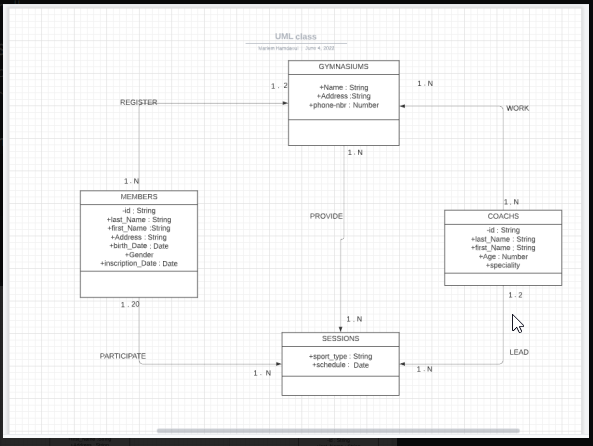 UML class
June 4, 2023
GYMNASIUMS
+Name : String
+Address :String
+phone-nbr : Number
1 . 2
1 . N
REGISTER
WORK
1 . N
1 . N
1 . N
MEMBERS
-id : String
+last_Name : String
+first_Name :String
+Address : String
+birth_Date : Date
+Gender
+inscription_Date : Date
COACHS
-id : String
+last_Name : String
+first_Name : String
+Age : Number
+speciality
PROVIDE
1 . 2
1 . 20
1 . N
SESSIONS
+sport_type : String
+schedule : Date
PARTICIPATE
LEAD
1 . N
1 . N